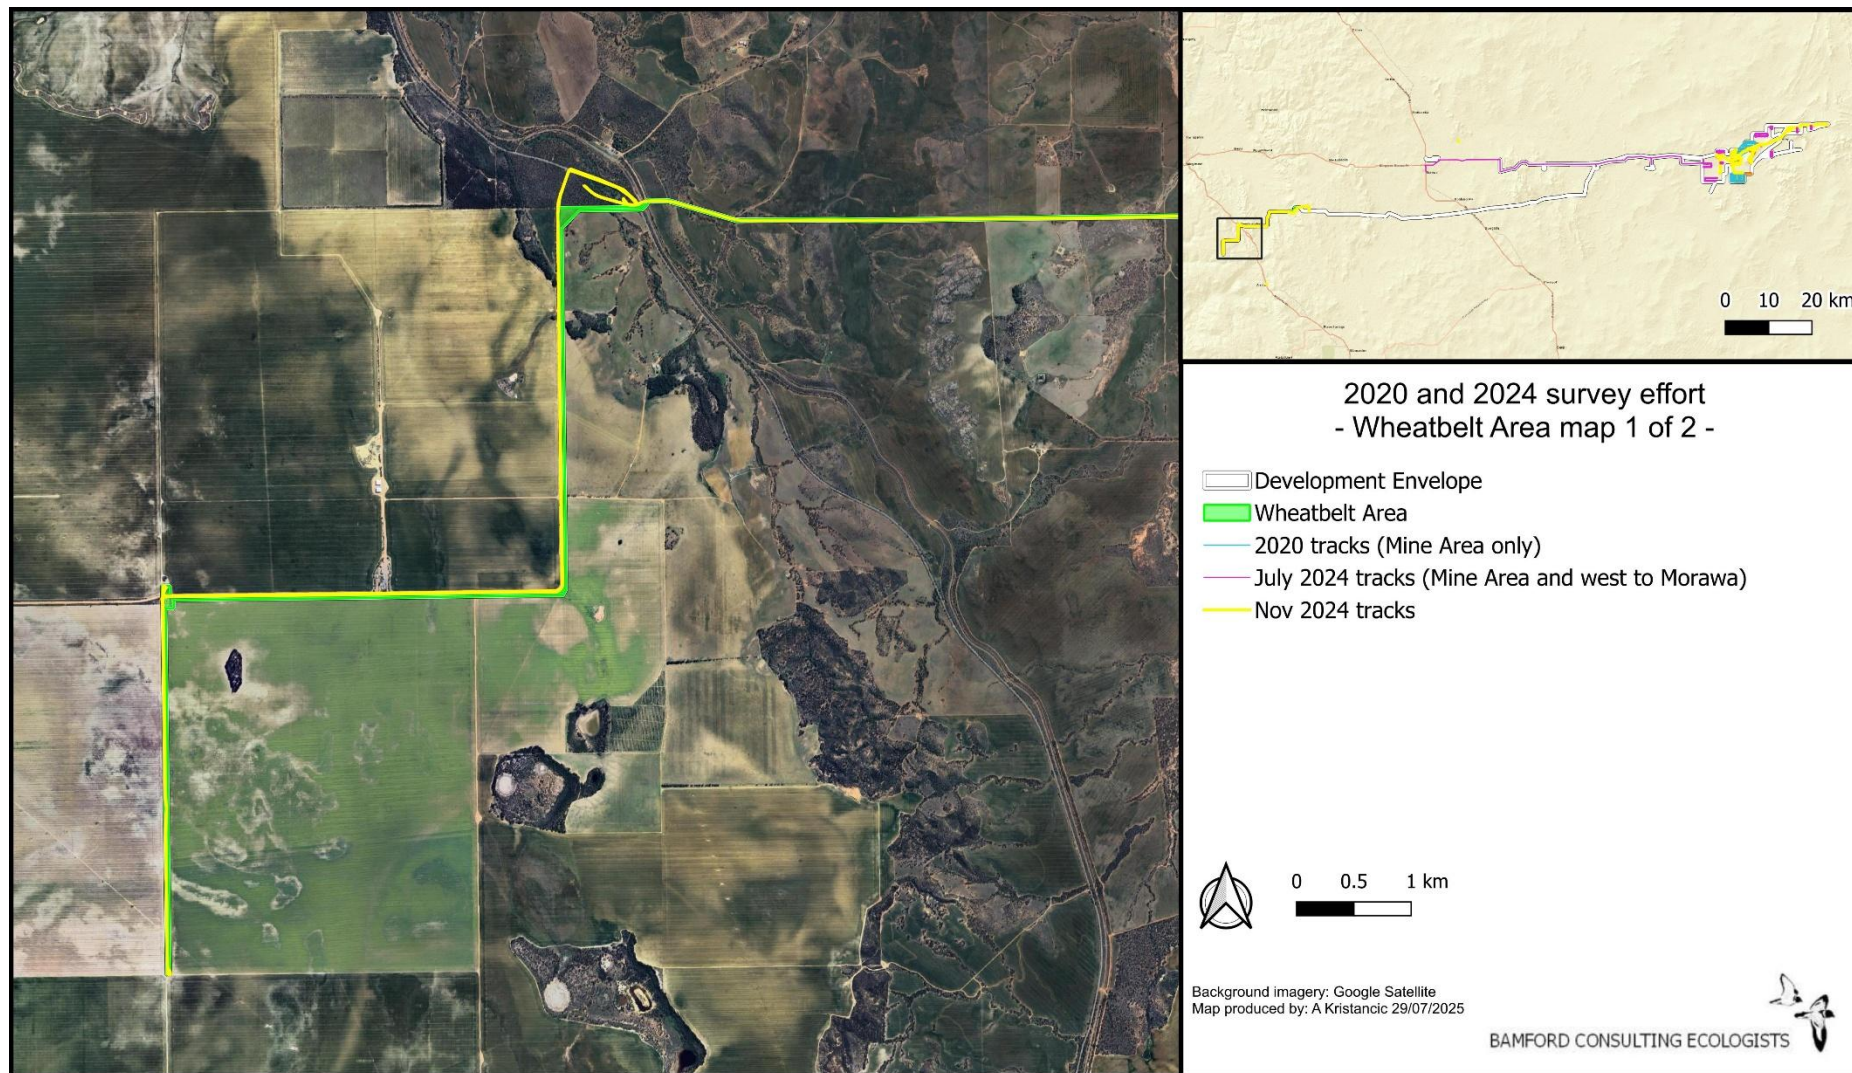 0 10 20 km
2020 and 2024 survey effort
- Wheatbelt Area map 1 of 2 -
Development Envelope
Wheatbelt Area
2020 tracks (Mine Area only)
July 2024 tracks (Mine Area and west to Morawa)
Nov 2024 tracks
0 0.5 1 km
Background imagery: Google Satellite
Map produced by: A Kristancic 29/07/2025
BAMFORD CONSULTING ECOLOGISTS